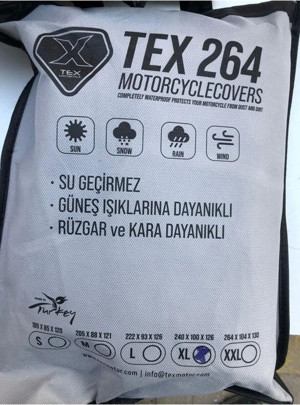 TEX
TEX 264
MOTORCYCLECOVERS
COMPLETELY WATERPROOF PROTECTS YOUR MOTORCYCLE FROM DUST AND DIRT
SUN SNOW RAIN WIND
· SU GEÇİRMEZ
· GÜNEŞ IŞIKLARINA DAYANIKLI
· RÜZGAR ve KARA DAYANIKLI
Turkey
205 X 88 X 121 222 X 93 X 126 240 X 100 X 126 264 X 104 X 130
S M L XL XXL
| info@texmotor.com